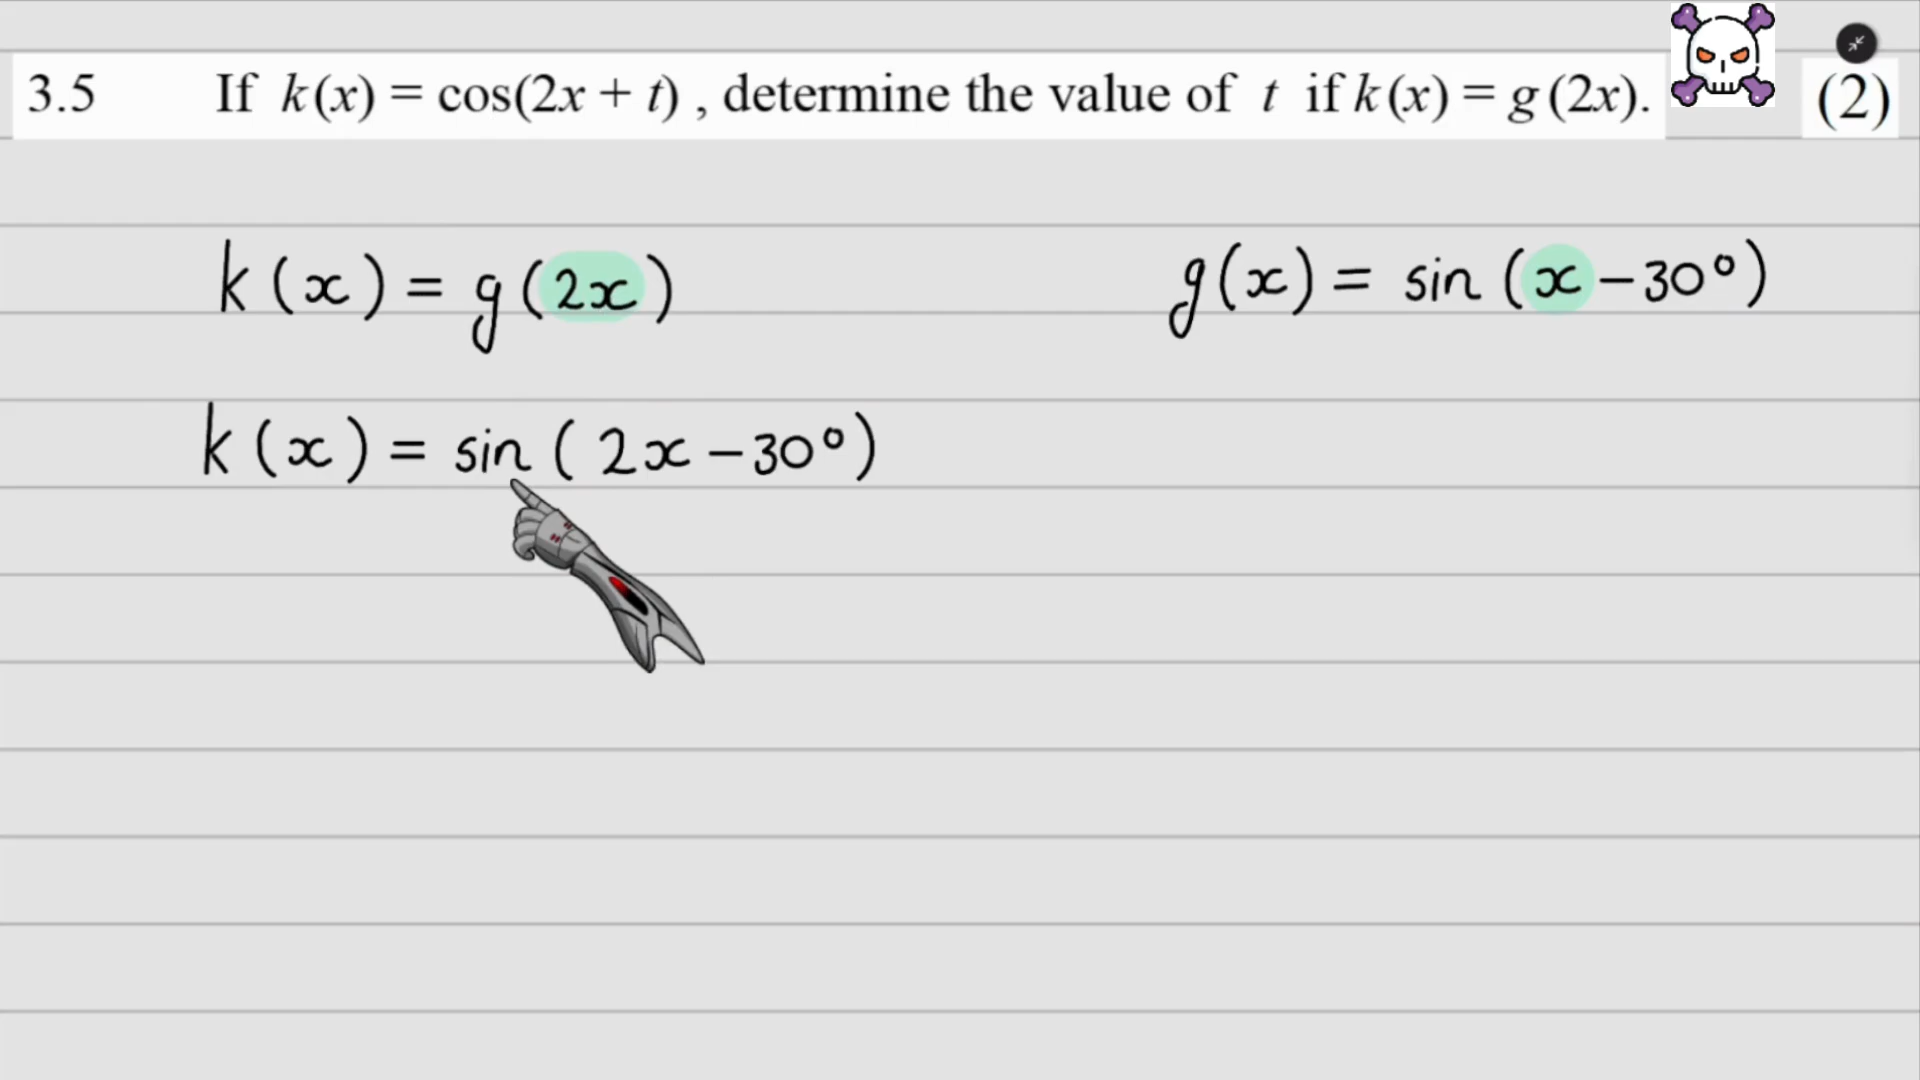 3.5 If k(x) = cos(2x + t) , determine the value of t if k(x) = g(2x). (2)
k(x) = g(2x) g(x) = sin(x - 30°)
k(x) = sin(2x - 30°)